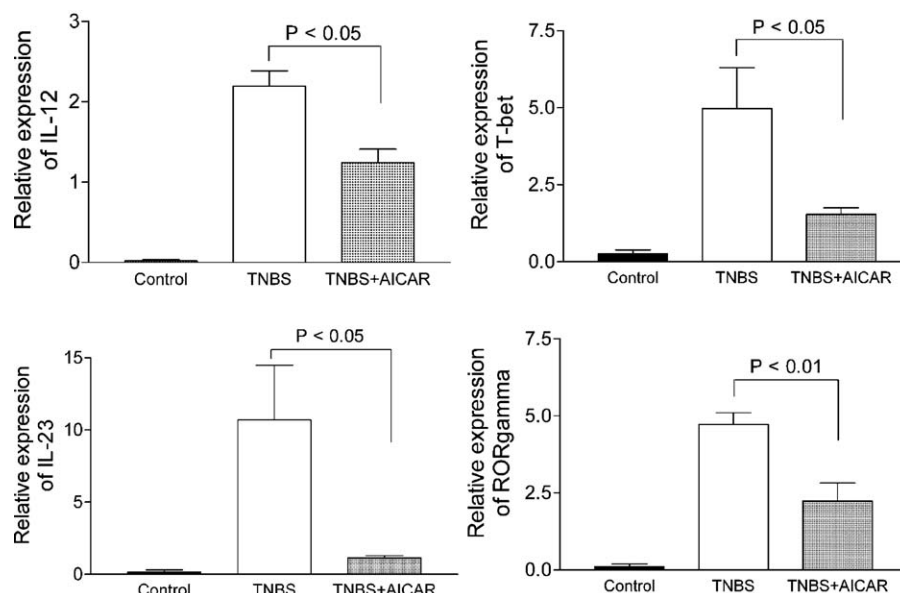 Relative expression
of IL-12
3
2
1
0
P < 0.05
Control TNBS TNBS+AICAR
Relative expression
of T-bet
7.5
5.0
2.5
0.0
P < 0.05
Control TNBS TNBS+AICAR
Relative expression
of IL-23
15
10
5
0
P < 0.05
Control TNBS TNBS+AICAR
Relative expression
of RORgamma
7.5
5.0
2.5
0.0
P < 0.01
Control TNBS TNBS+AICAR